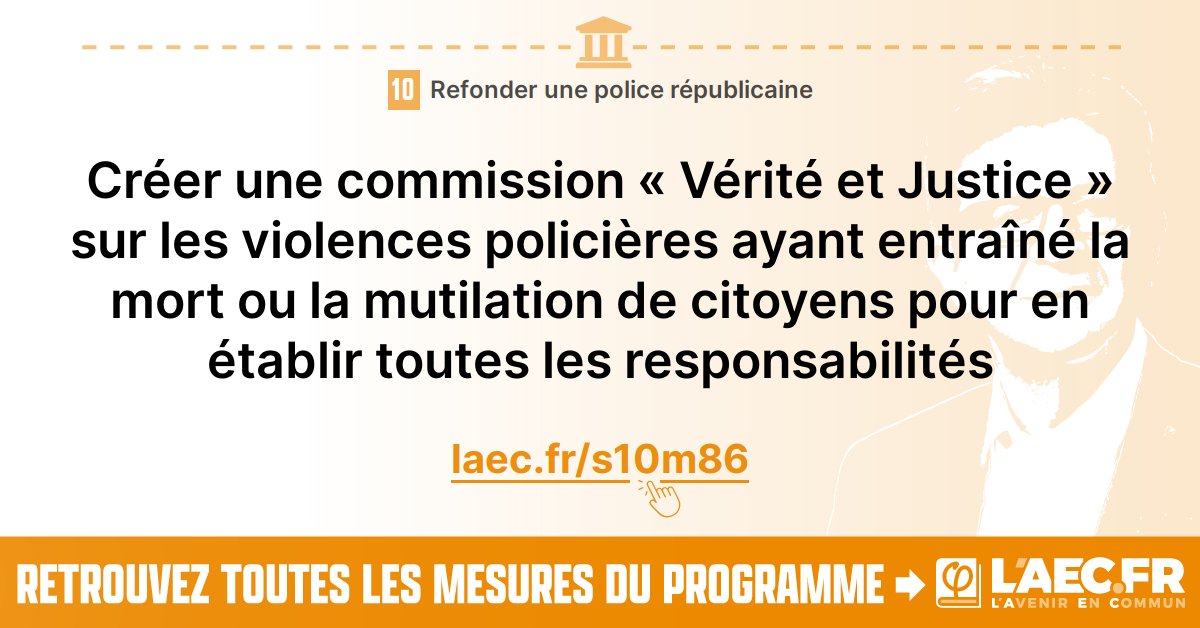 10 Refonder une police républicaine
Créer une commission « Vérité et Justice »
sur les violences policières ayant entraîné la
mort ou la mutilation de citoyens pour en
établir toutes les responsabilités
laec.fr/s10m86
RETROUVEZ TOUTES LES MESURES DU PROGRAMME
φ L'AEC.FR
L'AVENIR EN COMMUN